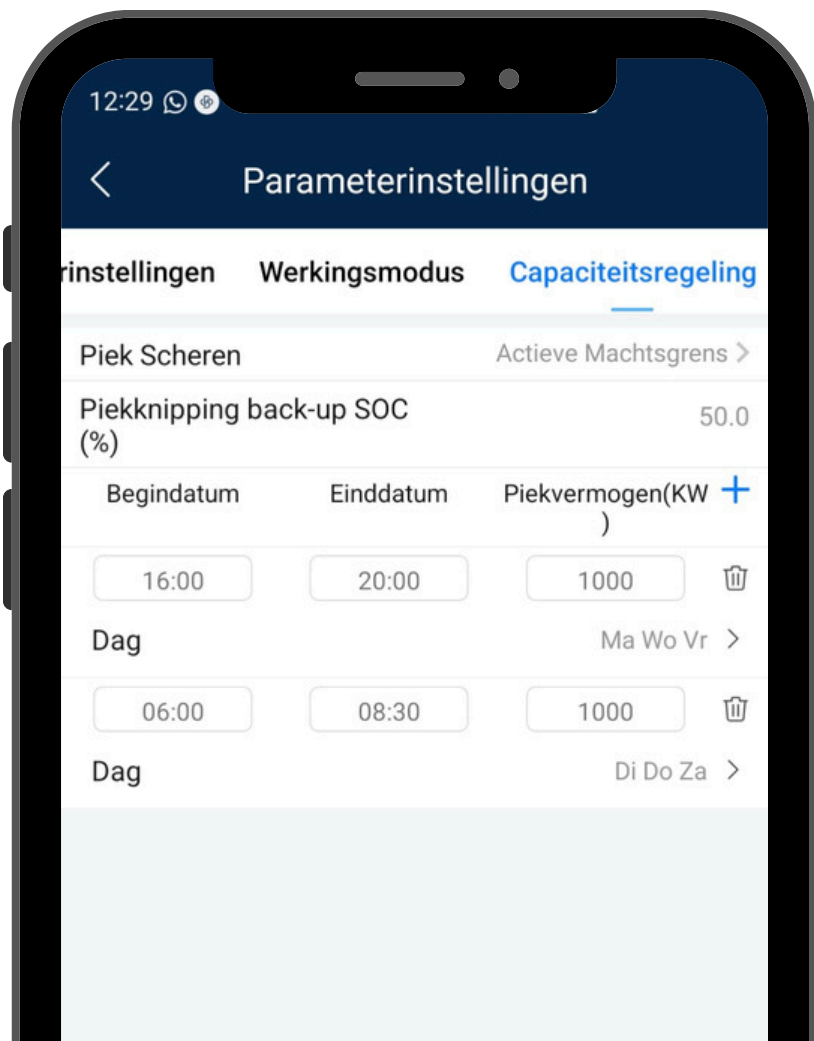 12:29
Parameterinstellingen
rinstellingen Werkingsmodus Capaciteitsregeling
Piek Scheren Actieve Machtsgrens >
Piekknipping back-up SOC 50.0
(%)
Begindatum Einddatum Piekvermogen(KW +
)
16:00 20:00 1000
Dag Ma Wo Vr >
06:00 08:30 1000
Dag Di Do Za >